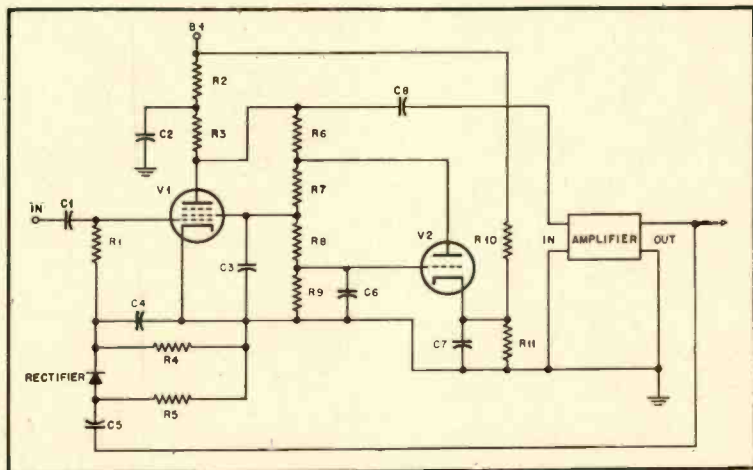 B+
R2
C8
C2
R3
R6
V1
R7
IN
C1
V2
R1
R8
R10
C3
IN
AMPLIFIER
OUT
C4
R9
C6
C7
R11
R4
RECTIFIER
R5
C5